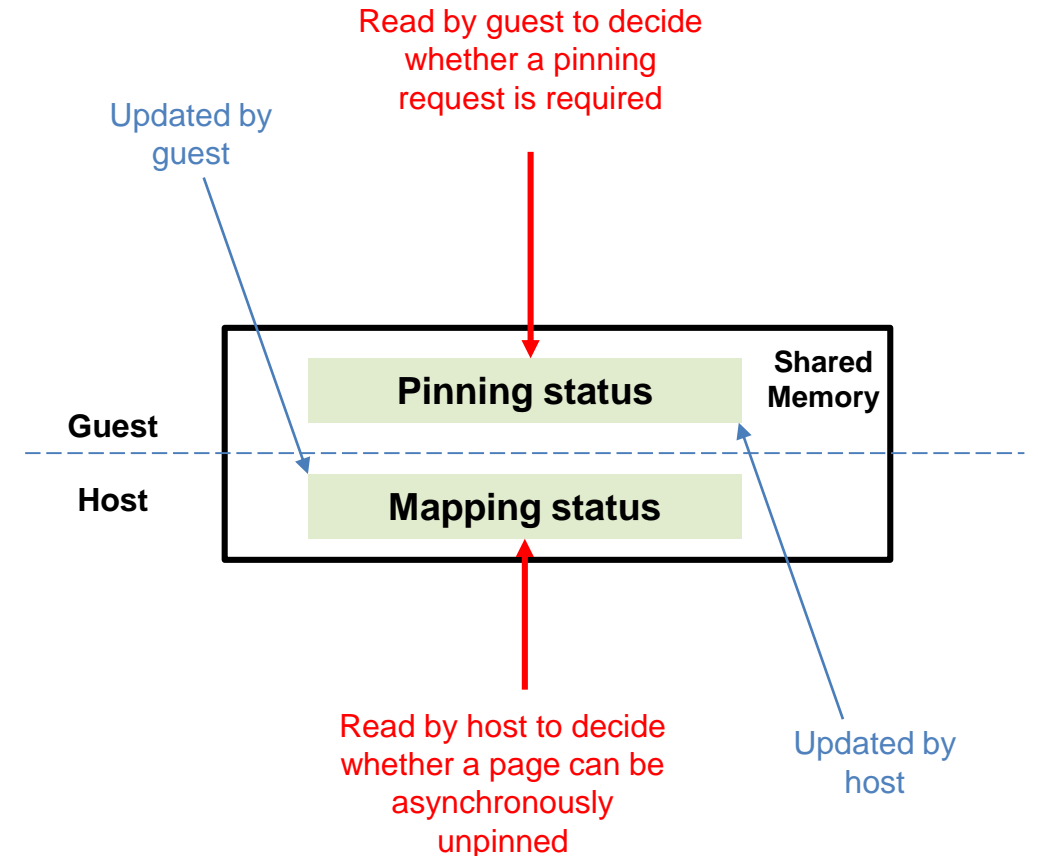 Read by guest to decide
whether a pinning
request is required
Updated by
guest
Shared
Memory
Pinning status
Guest
Host
Mapping status
Read by host to decide
whether a page can be
asynchronously
unpinned
Updated by
host